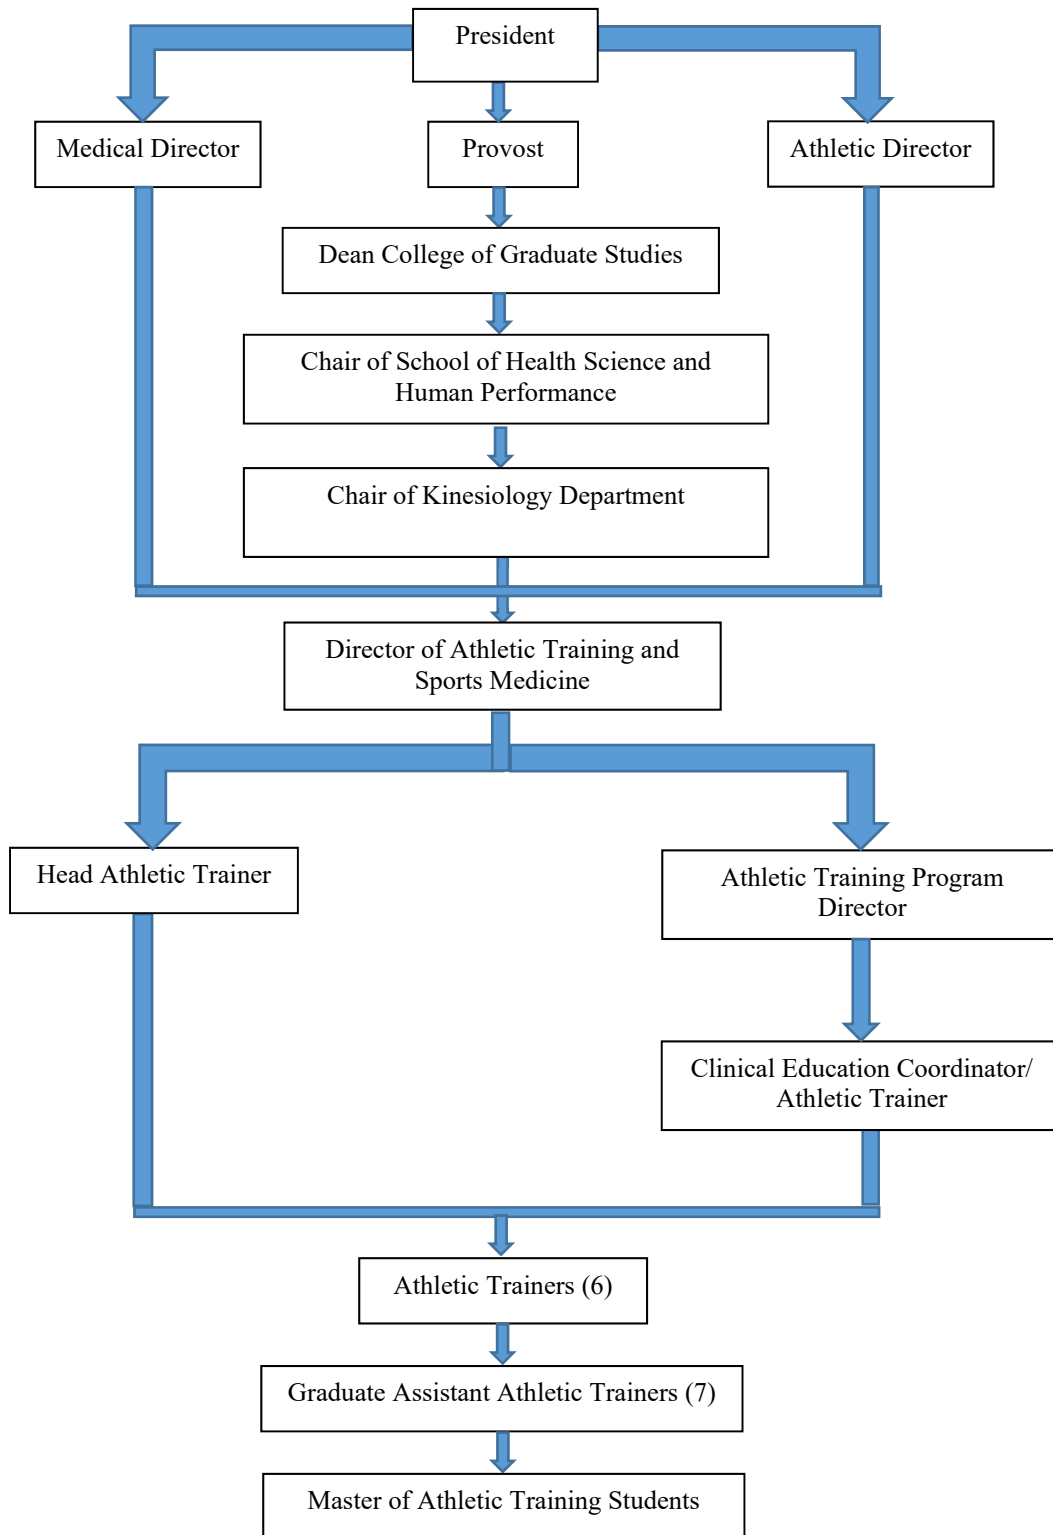 President
Medical Director
Provost
Athletic Director
Dean College of Graduate Studies
Chair of School of Health Science and
Human Performance
Chair of Kinesiology Department
Director of Athletic Training and
Sports Medicine
Head Athletic Trainer
Athletic Training Program
Director
Clinical Education Coordinator/
Athletic Trainer
Athletic Trainers (6)
Graduate Assistant Athletic Trainers (7)
Master of Athletic Training Students